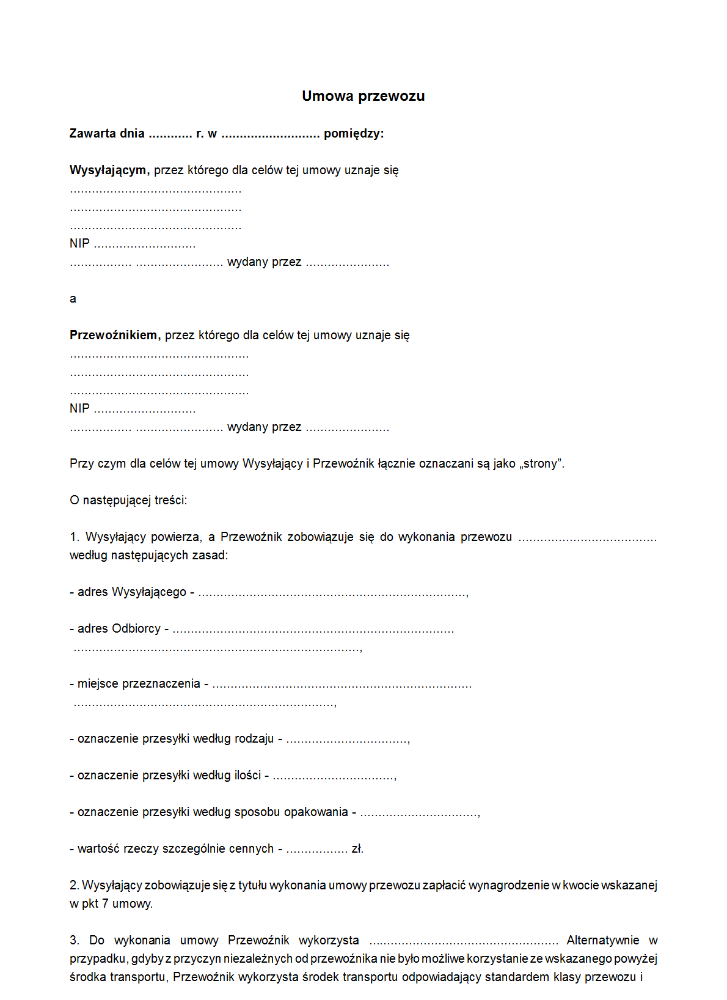 Umowa przewozu
Zawarta dnia ............ r. w ........................... pomiędzy:
Wysyłającym, przez którego dla celów tej umowy uznaje się
...............................................
...............................................
...............................................
NIP ............................
................. ........................ wydany przez .......................
a
Przewoźnikiem, przez którego dla celów tej umowy uznaje się
.................................................
.................................................
.................................................
NIP ............................
................. ........................ wydany przez .......................
Przy czym dla celów tej umowy Wysyłający i Przewoźnik łącznie oznaczani są jako „strony”.
O następującej treści:
1. Wysyłający powierza, a Przewoźnik zobowiązuje się do wykonania przewozu ......................................
według następujących zasad:
- adres Wysyłającego - .........................................................................,
- adres Odbiorcy - .............................................................................
..............................................................................,
- miejsce przeznaczenia - .......................................................................
.......................................................................,
- oznaczenie przesyłki według rodzaju - .................................,
- oznaczenie przesyłki według ilości - .................................,
- oznaczenie przesyłki według sposobu opakowania - ................................,
- wartość rzeczy szczególnie cennych - ................. zł.
2. Wysyłający zobowiązuje się z tytułu wykonania umowy przewozu zapłacić wynagrodzenie w kwocie wskazanej
w pkt 7 umowy.
3. Do wykonania umowy Przewoźnik wykorzysta .................................................... Alternatywnie w
przypadku, gdyby z przyczyn niezależnych od przewoźnika nie było możliwe korzystanie ze wskazanego powyżej
środka transportu, Przewoźnik wykorzysta środek transportu odpowiadający standardem klasy przewozu i